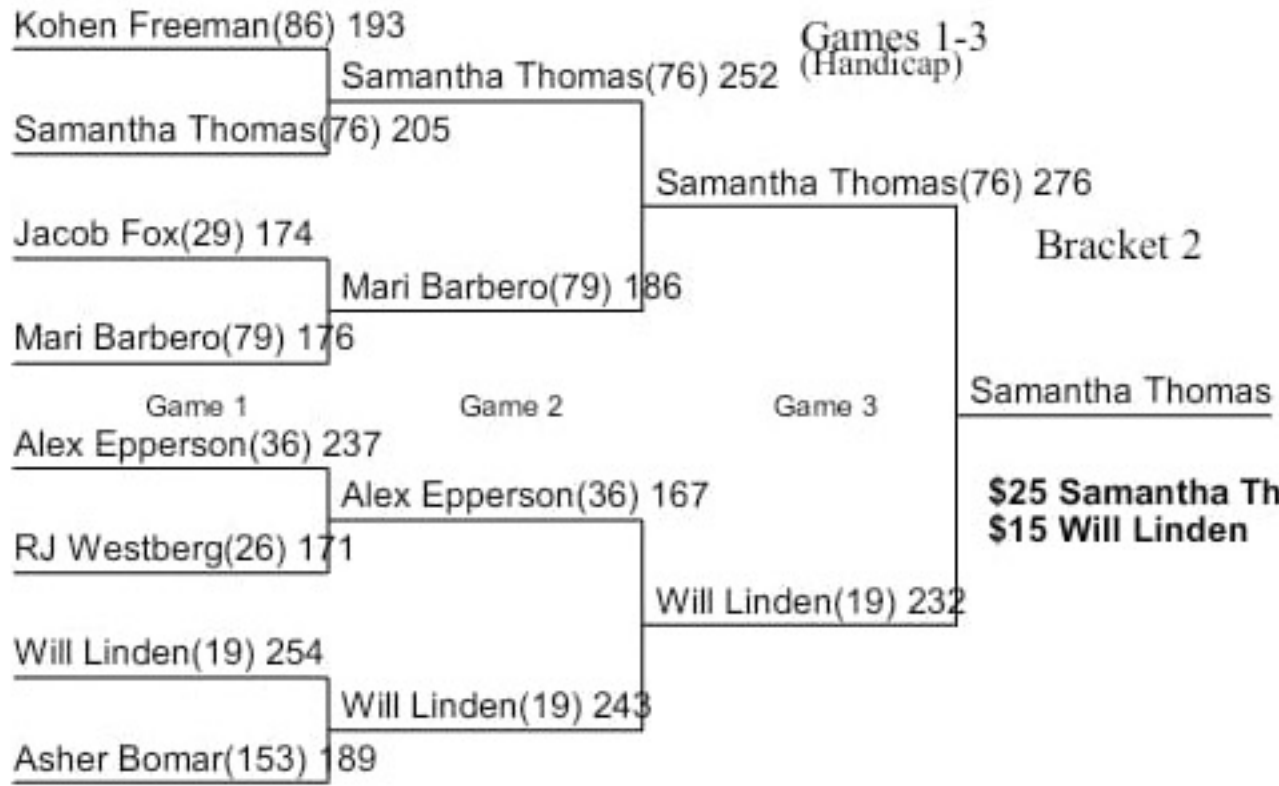 Kohen Freeman(86) 193
Games 1-3
(Handicap)
Samantha Thomas(76) 252
Samantha Thomas(76) 205
Samantha Thomas(76) 276
Jacob Fox(29) 174
Bracket 2
Mari Barbero(79) 186
Mari Barbero(79) 176
Samantha Thomas
Game 1
Game 2
Game 3
Alex Epperson(36) 237
Alex Epperson(36) 167
$25 Samantha Th
$15 Will Linden
RJ Westberg(26) 171
Will Linden(19) 232
Will Linden(19) 254
Will Linden(19) 243
Asher Bomar(153) 189